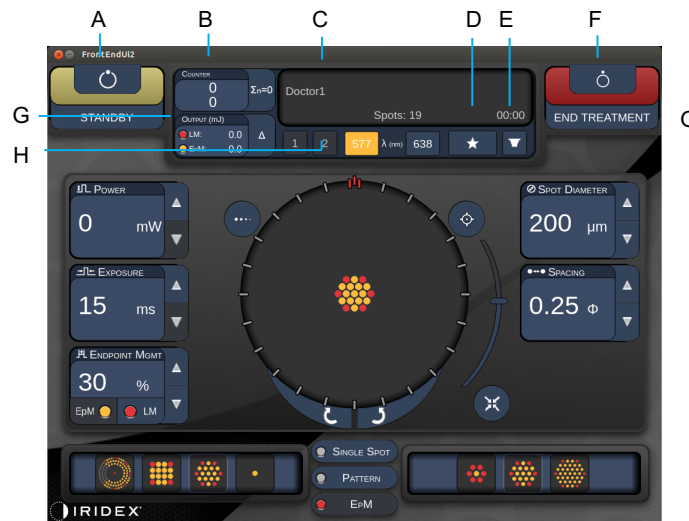 A
B
C
D
E
F
G
H
FrontEndUi2
STANDBY
COUNTER
0
0
Σn=0
OUTPUT (mJ)
LM: 0.0
EpM: 0.0
Δ
Doctor1
Spots: 19 00:00
1 2 577 λ (nm) 638
END TREATMENT
POWER
0 mW
EXPOSURE
15 ms
ENDPOINT MGMT
30 %
EpM LM
SPOT DIAMETER
200 μm
SPACING
0.25 Φ
SINGLE SPOT
PATTERN
EPM
IRIDEX